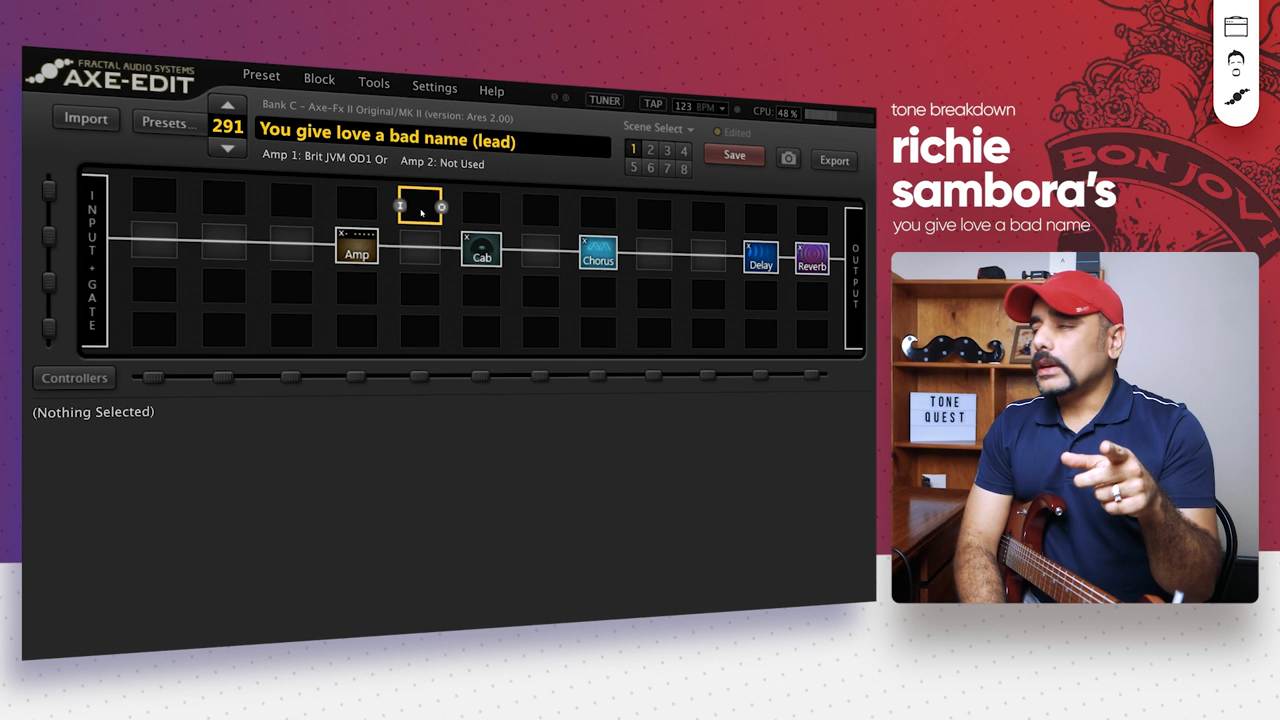 FRACTAL AUDIO SYSTEMS
AXE-EDIT
Preset Block Tools Settings Help
TUNER TAP 123 BPM CPU: 48 %
Import
Presets...
291
Bank C - Axe-Fx II Original/MK II (version: Ares 2.00)
You give love a bad name (lead)
Amp 1: Brit JVM OD1 Or Amp 2: Not Used
Scene Select
1 2 3 4
5 6 7 8
Edited
Save
Export
INPUT + GATE
I O
X
Amp
X
Cab
X
Chorus
X
Delay
X
Reverb
OUTPUT
Controllers
(Nothing Selected)
tone breakdown
richie
sambora's
you give love a bad name
BON JOVI
TONE
QUEST